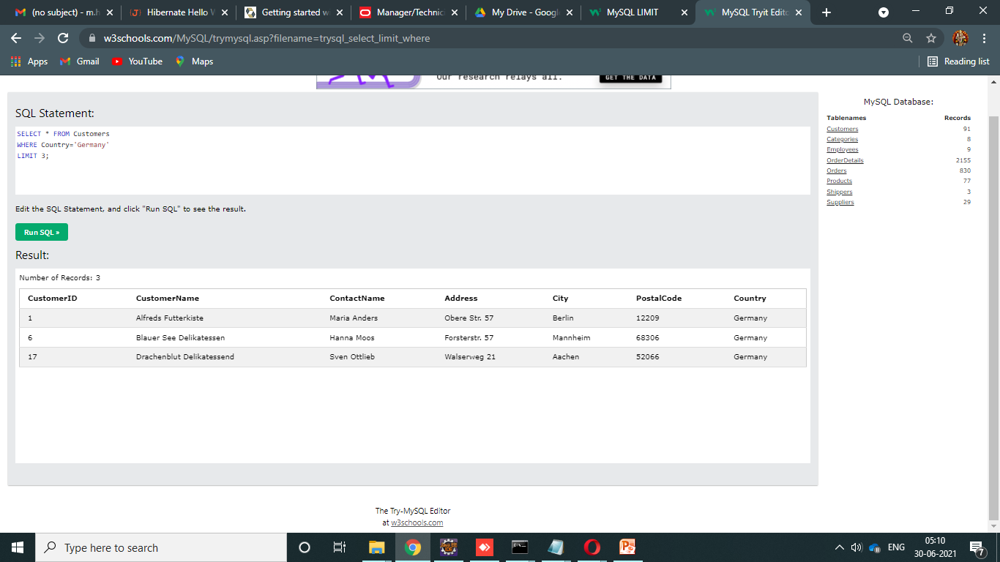 (no subject) - m.h
Hibernate Hello W
Getting started w
Manager/Technic
My Drive - Googl
MySQL LIMIT
MySQL Tryit Edito
w3schools.com/MySQL/trymysql.asp?filename=trysql_select_limit_where
Apps
Gmail
YouTube
Maps
Reading list
Our research relays all.
GET THE DATA
SQL Statement:
SELECT * FROM Customers
WHERE Country='Germany'
LIMIT 3;
Edit the SQL Statement, and click "Run SQL" to see the result.
Run SQL »
Result:
Number of Records: 3
CustomerID CustomerName ContactName Address City PostalCode Country
1 Alfreds Futterkiste Maria Anders Obere Str. 57 Berlin 12209 Germany
6 Blauer See Delikatessen Hanna Moos Forsterstr. 57 Mannheim 68306 Germany
17 Drachenblut Delikatessend Sven Ottlieb Walserweg 21 Aachen 52066 Germany
The Try-MySQL Editor
at w3schools.com
MySQL Database:
Tablenames Records
Customers 91
Categories 8
Employees 9
OrderDetails 2155
Orders 830
Products 77
Shippers 3
Suppliers 29
Type here to search
ENG
05:10
30-06-2021
7